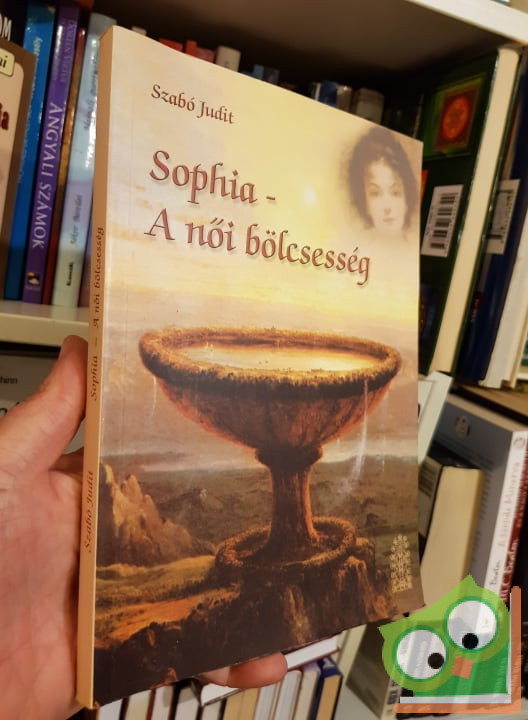 Szabó Judit
Sophia -
A női bölcsesség
Szabó Judit
Sophia – A női bölcsesség
ANGYALI SZÁMOK